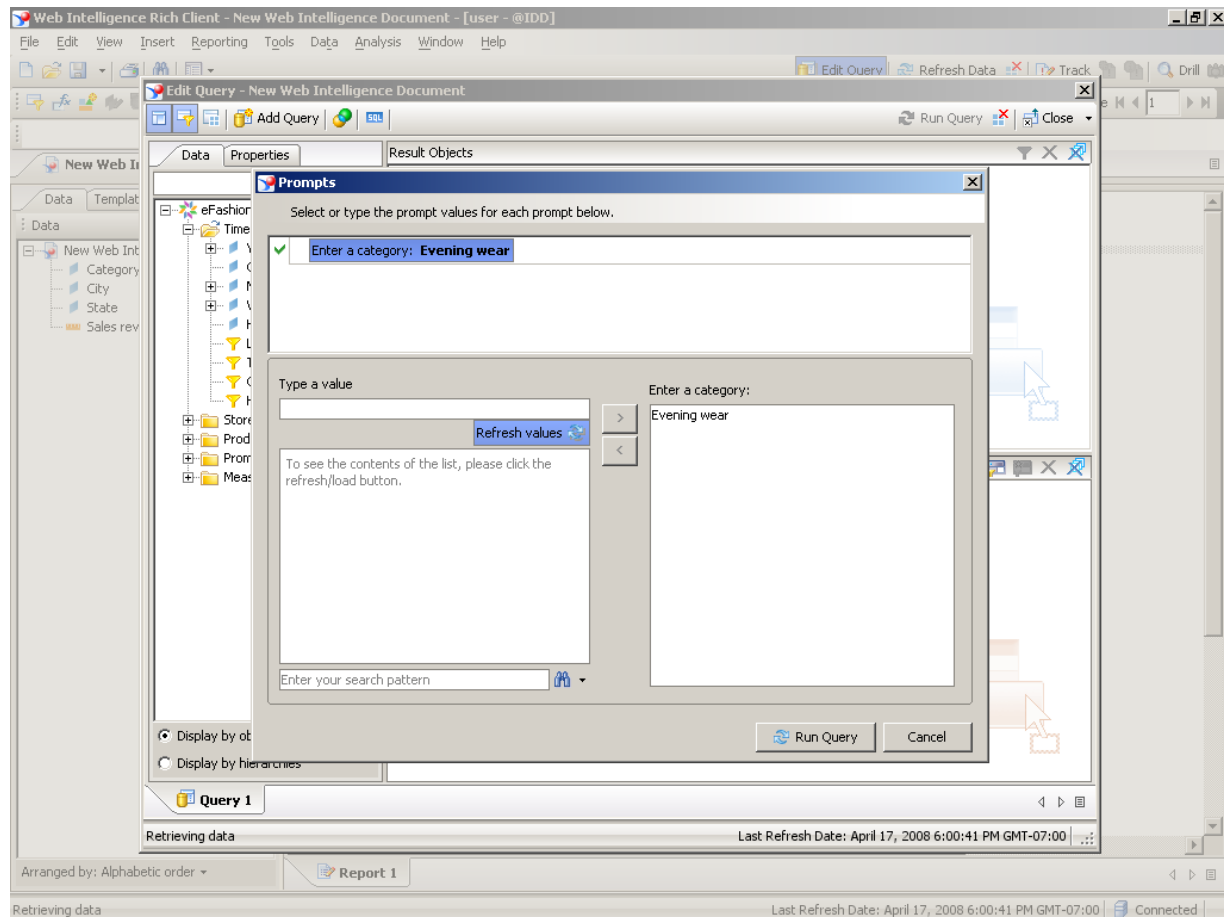 Web Intelligence Rich Client - New Web Intelligence Document - [user - @IDD]
File Edit View Insert Reporting Tools Data Analysis Window Help
Edit Query Refresh Data Track Drill
Edit Query - New Web Intelligence Document
Add Query SQL Run Query Close
1
New Web I
Data Properties Result Objects
Prompts
Select or type the prompt values for each prompt below.
Data Templat
Data
eFashion
Time
Enter a category: Evening wear
New Web Int
Category
City
State
Sales rev
Type a value
Enter a category:
Evening wear
>
<
Refresh values
To see the contents of the list, please click the
refresh/load button.
Store
Prod
Prom
Meas
Enter your search pattern
Display by ob
Run Query Cancel
Display by hierarchies
Query 1
Retrieving data Last Refresh Date: April 17, 2008 6:00:41 PM GMT-07:00
Arranged by: Alphabetic order Report 1
Retrieving data Last Refresh Date: April 17, 2008 6:00:41 PM GMT-07:00 Connected